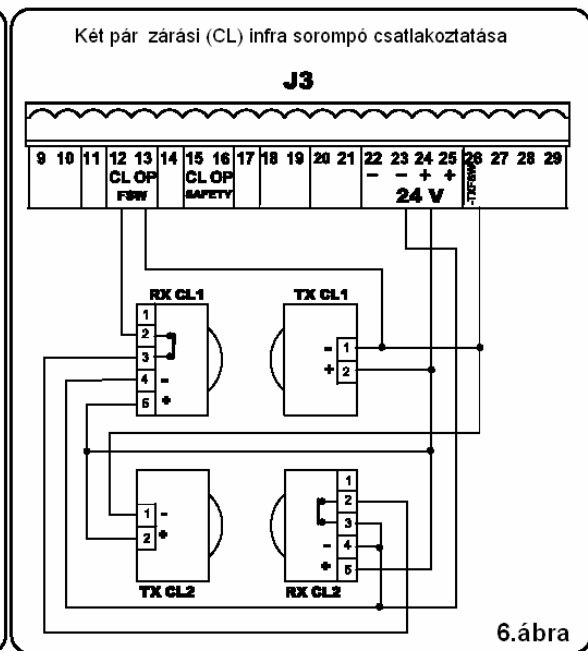 Két pár zárási (CL) infra sorompó csatlakoztatása
J3
9 10 11 12 13 14 15 16 17 18 19 20 21 22 23 24 25 26 27 28 29
CL OP CL OP - - + + -TXFSW
FSW SAFETY 24 V
RX CL1 TX CL1
1
2
3
4 -
5 +
- 1
+ 2
1 -
2 +
1
2
3
- 4
+ 5
TX CL2 RX CL2
6.ábra